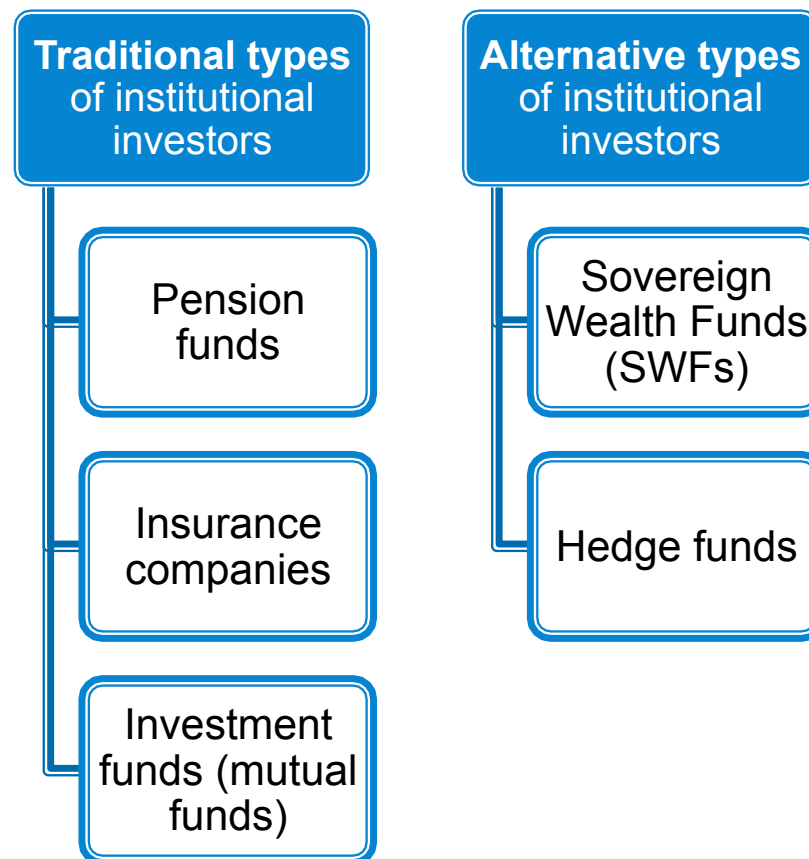 Traditional types
of institutional
investors
Pension
funds
Insurance
companies
Investment
funds (mutual
funds)
Alternative types
of institutional
investors
Sovereign
Wealth Funds
(SWFs)
Hedge funds